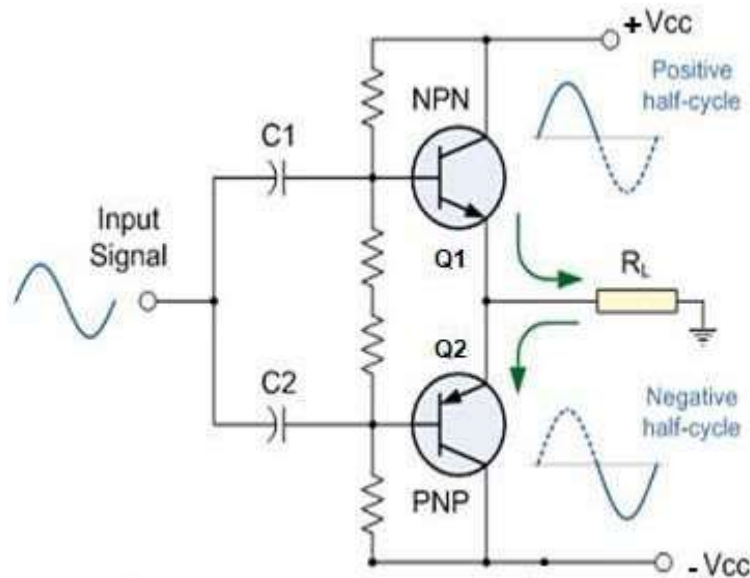 +Vcc
Positive
half-cycle
NPN
C1
Input
Signal
Q1
RL
Q2
C2
Negative
half-cycle
PNP
-Vcc